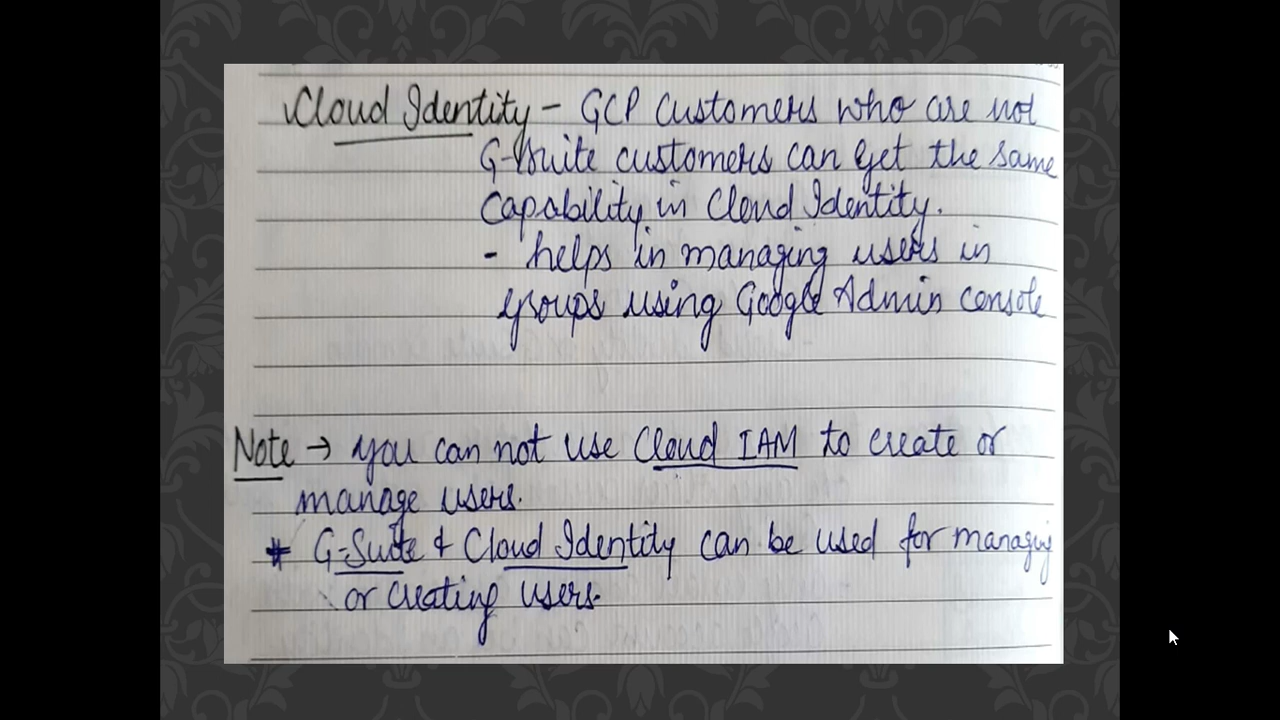 Cloud Identity - GCP Customers who are not
G-Suite customers can get the same
Capability in Cloud Identity.
- helps in managing users in
groups using Google Admin console
Note → you can not use Cloud IAM to create or
manage users.
* G-Suite & Cloud Identity can be used for managing
or creating users.